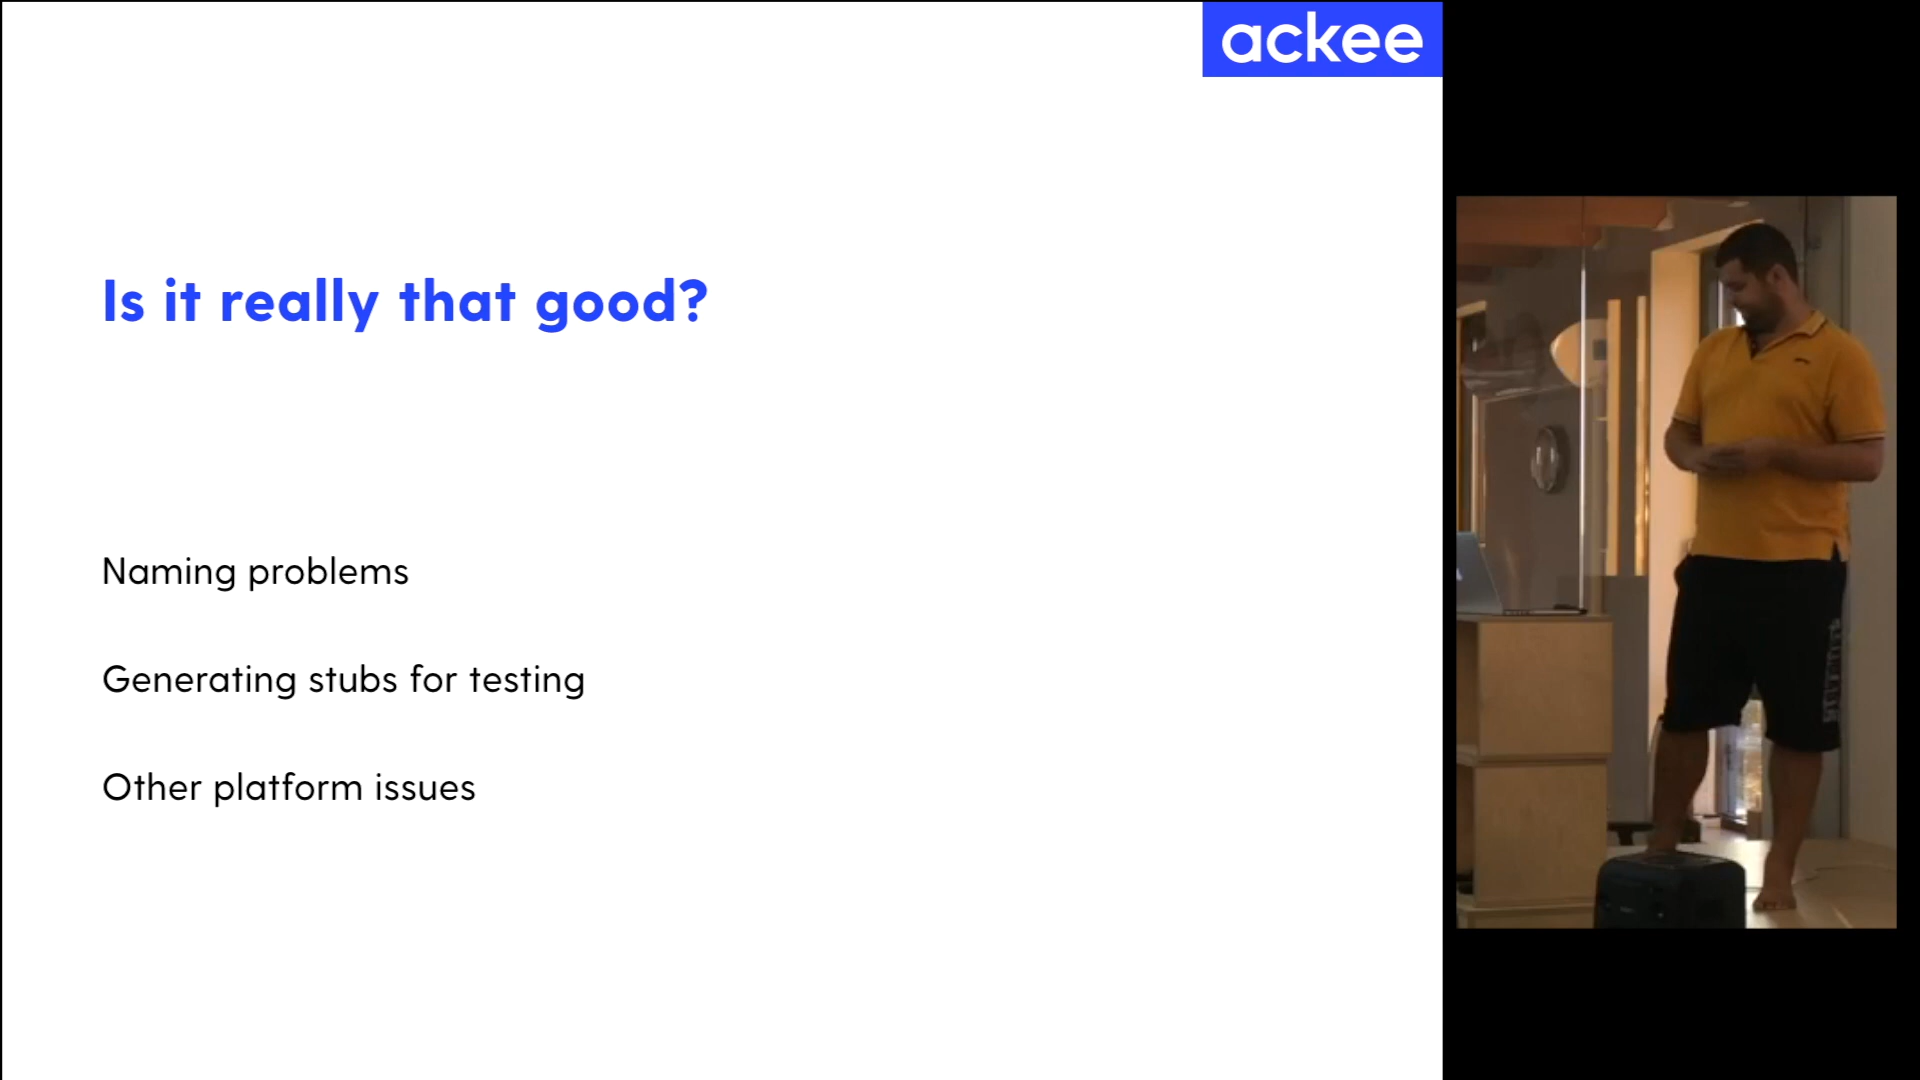 ackee
Is it really that good?
Naming problems
Generating stubs for testing
Other platform issues